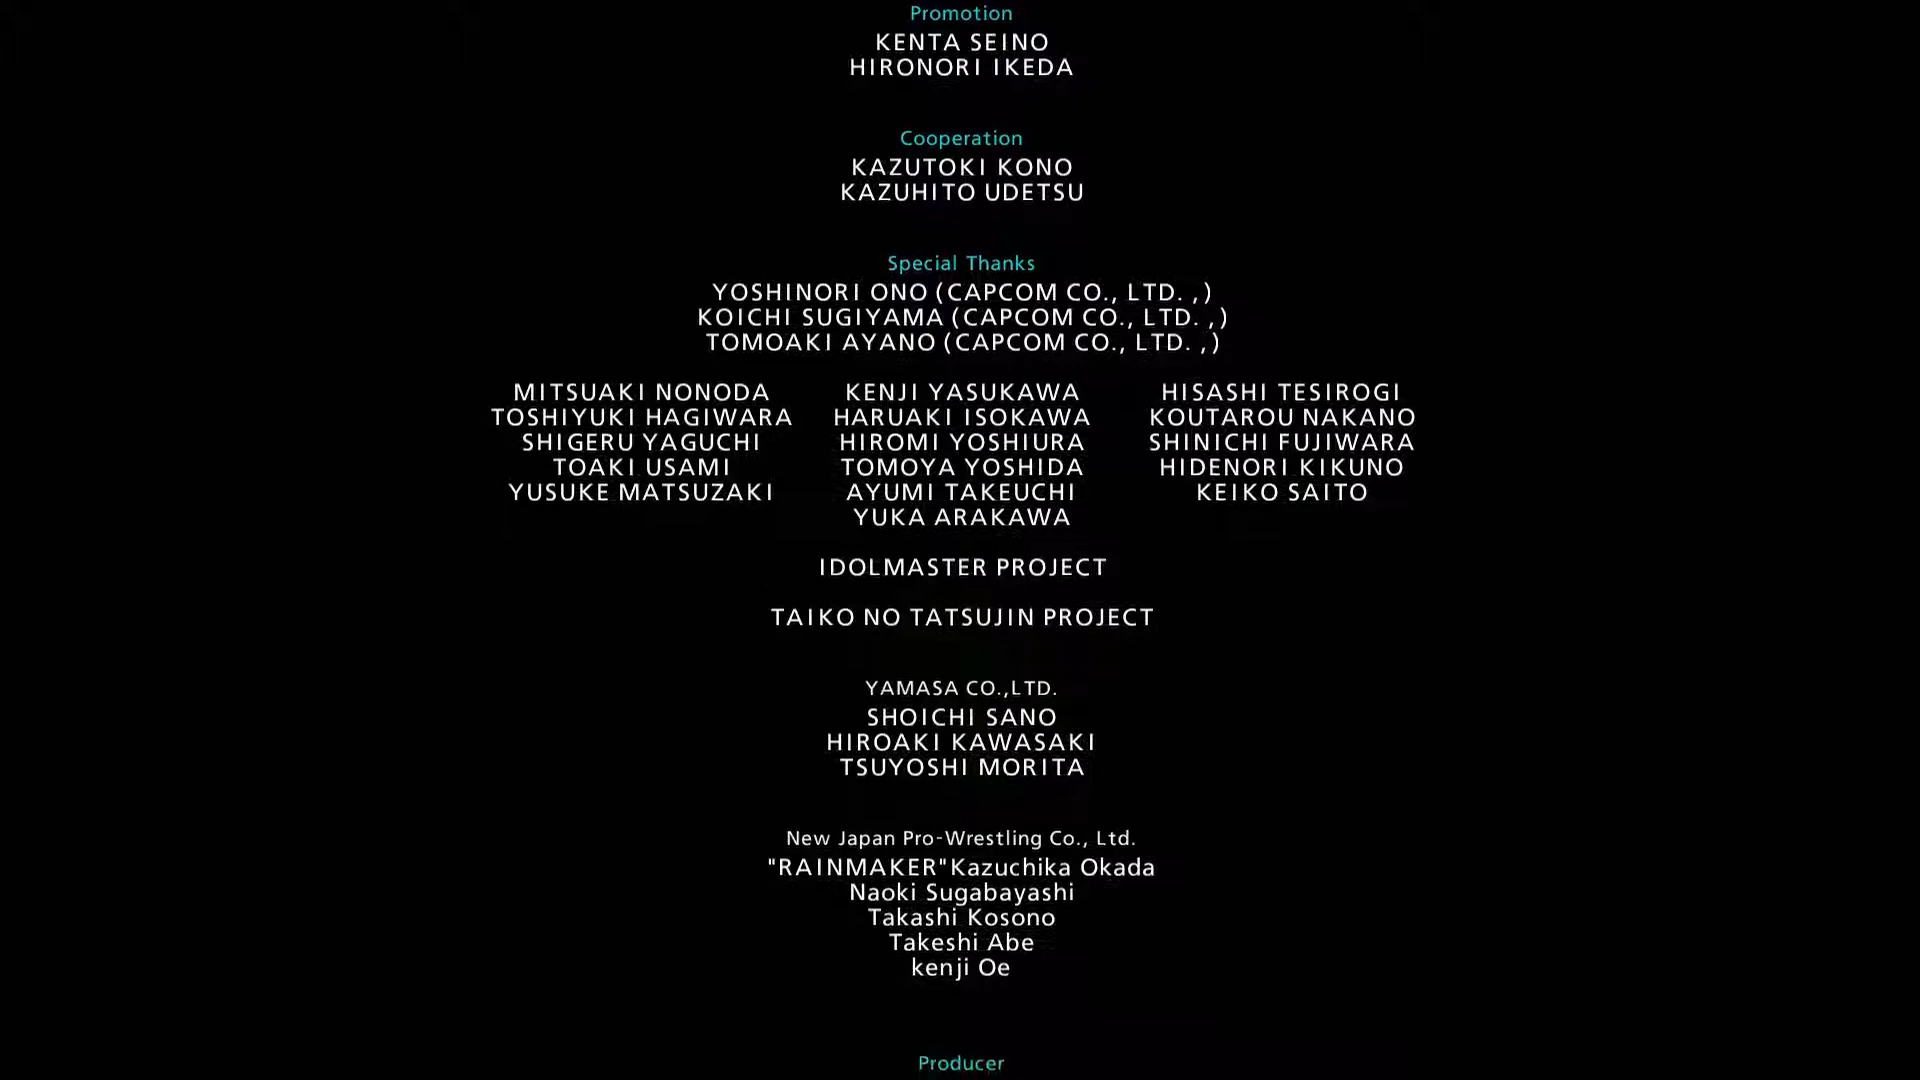 Promotion
KENTA SEINO
HIRONORI IKEDA
Cooperation
KAZUTOKI KONO
KAZUHITO UDETSU
Special Thanks
YOSHINORI ONO (CAPCOM CO., LTD. ,)
KOICHI SUGIYAMA (CAPCOM CO., LTD. ,)
TOMOAKI AYANO (CAPCOM CO., LTD. ,)
MITSUAKI NONODA KENJI YASUKAWA HISASHI TESIROGI
TOSHIYUKI HAGIWARA HARUAKI ISOKAWA KOUTAROU NAKANO
SHIGERU YAGUCHI HIROMI YOSHIURA SHINICHI FUJIWARA
TOAKI USAMI TOMOYA YOSHIDA HIDENORI KIKUNO
YUSUKE MATSUZAKI AYUMI TAKEUCHI KEIKO SAITO
YUKA ARAKAWA
IDOLMASTER PROJECT
TAIKO NO TATSUJIN PROJECT
YAMASA CO.,LTD.
SHOICHI SANO
HIROAKI KAWASAKI
TSUYOSHI MORITA
New Japan Pro-Wrestling Co., Ltd.
"RAINMAKER"Kazuchika Okada
Naoki Sugabayashi
Takashi Kosono
Takeshi Abe
kenji Oe
Producer